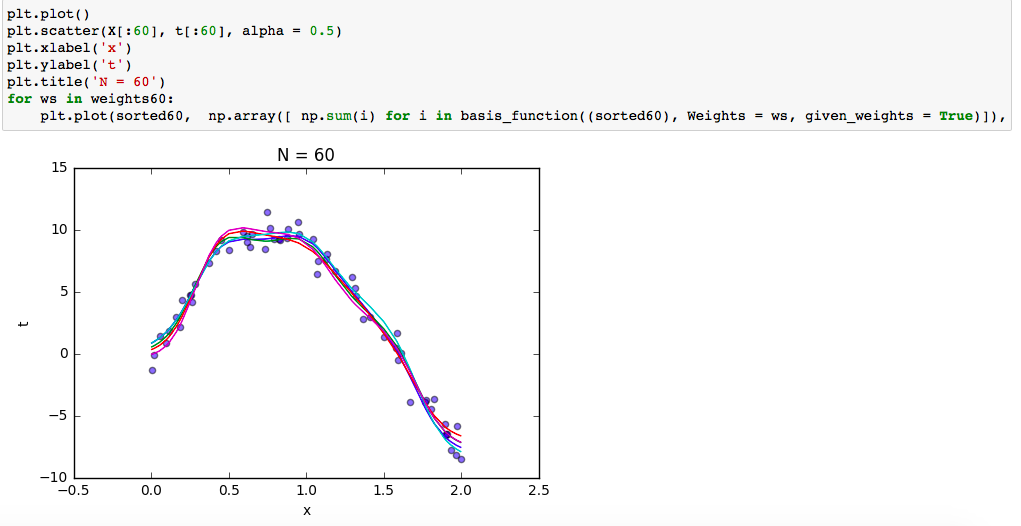 plt.plot()
plt.scatter(X[:60], t[:60], alpha = 0.5)
plt.xlabel('x')
plt.ylabel('t')
plt.title('N = 60')
for ws in weights60:
    plt.plot(sorted60,  np.array([ np.sum(i) for i in basis_function((sorted60), Weights = ws, given_weights = True)]),
N = 60
15
10
5
0
−5
−10
t
−0.5
0.0
0.5
1.0
1.5
2.0
2.5
x